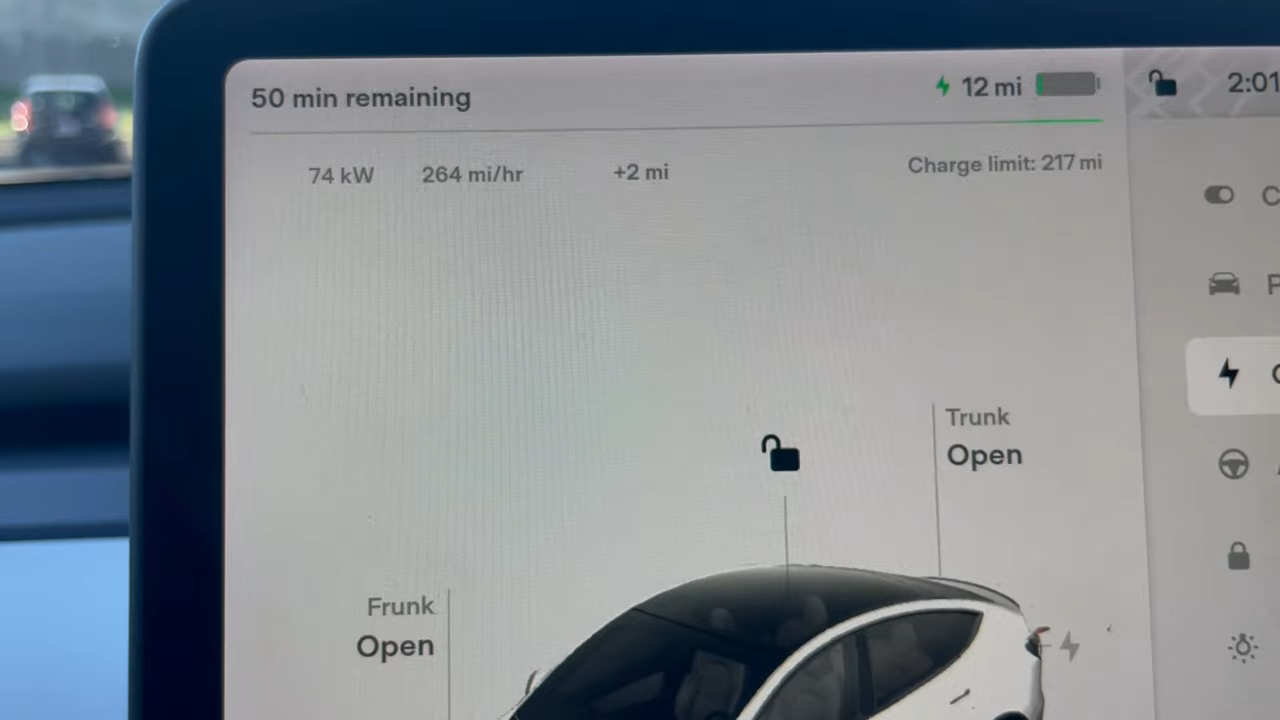 50 min remaining
12 mi
2:01
74 kW 264 mi/hr +2 mi
Charge limit: 217 mi
Trunk
Open
Frunk
Open